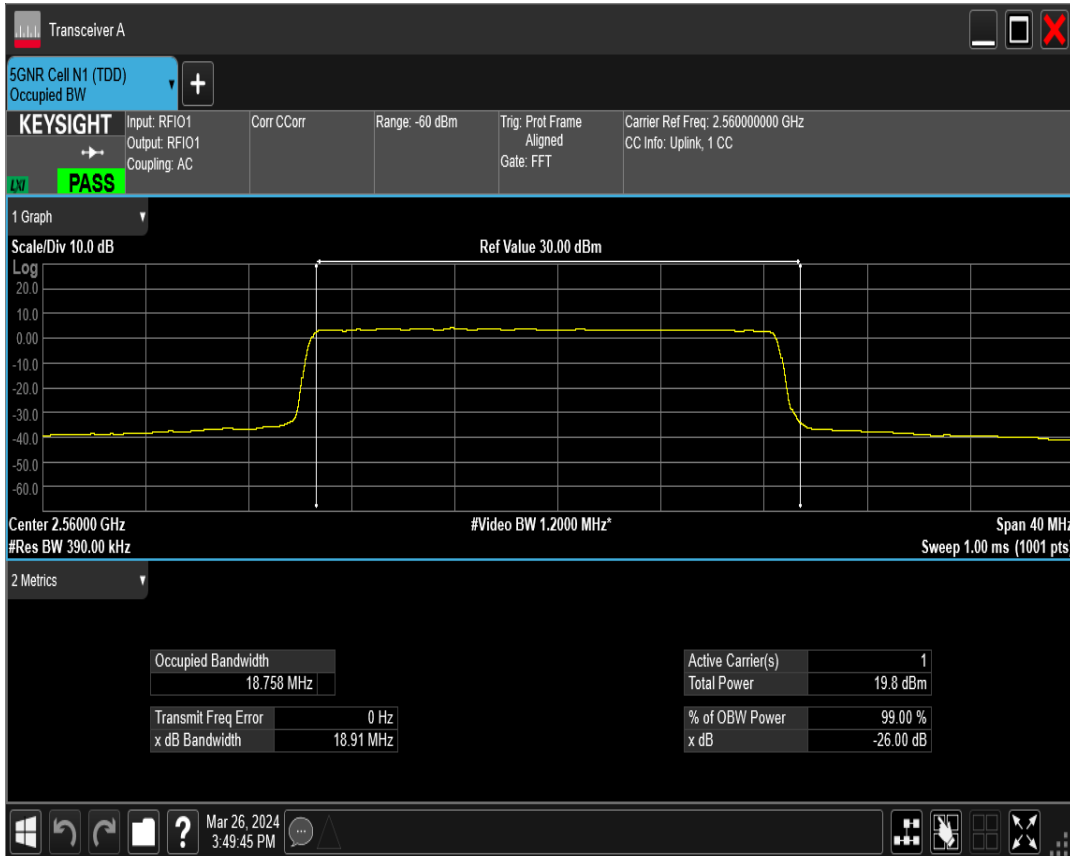 Transceiver A
5GNR Cell N1 (TDD)
Occupied BW
+
KEYSIGHT
LXI
PASS
Input: RFIO1
Output: RFIO1
Coupling: AC
Corr CCorr
Range: -60 dBm
Trig: Prot Frame
Aligned
Gate: FFT
Carrier Ref Freq: 2.560000000 GHz
CC Info: Uplink, 1 CC
1 Graph
Scale/Div 10.0 dB
Ref Value 30.00 dBm
Log
20.0
10.0
0.00
-10.0
-20.0
-30.0
-40.0
-50.0
-60.0
Center 2.56000 GHz
#Video BW 1.2000 MHz*
Span 40 MHz
#Res BW 390.00 kHz
Sweep 1.00 ms (1001 pts)
2 Metrics
Occupied Bandwidth
18.758 MHz
Transmit Freq Error 0 Hz
x dB Bandwidth 18.91 MHz
Active Carrier(s) 1
Total Power 19.8 dBm
% of OBW Power 99.00 %
x dB -26.00 dB
?
Mar 26, 2024
3:49:45 PM